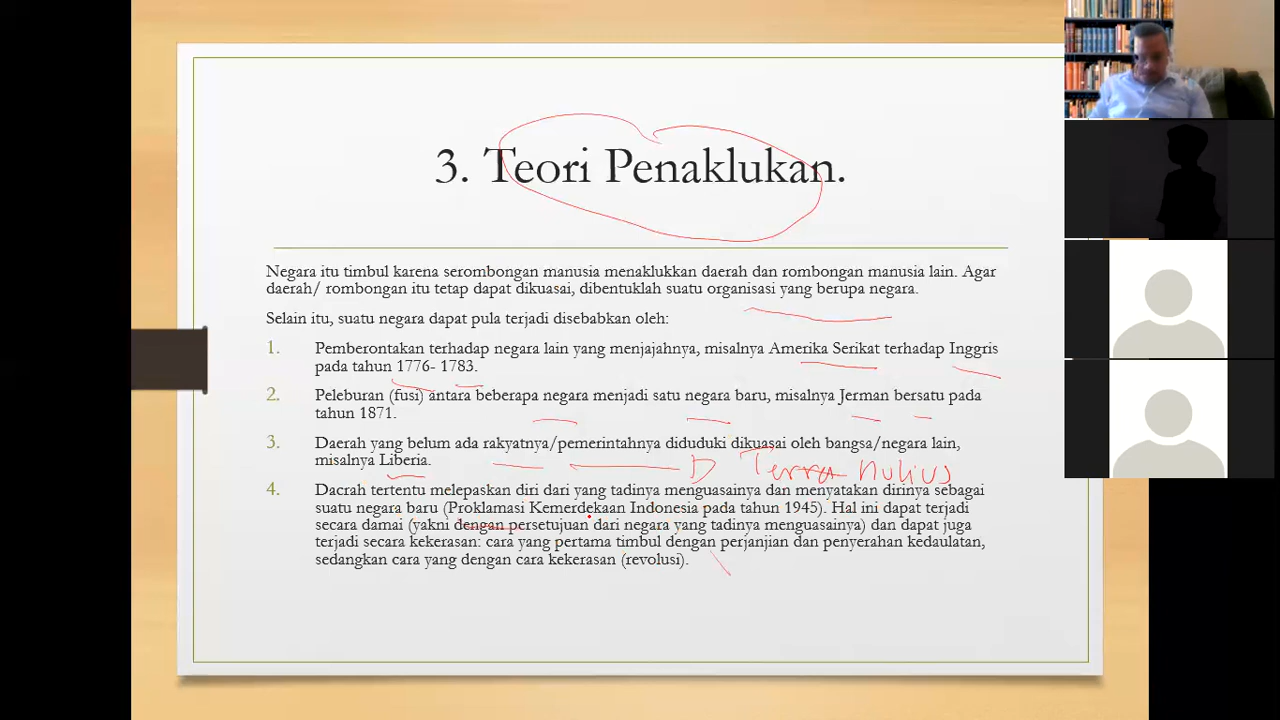 3. Teori Penaklukan.
Negara itu timbul karena serombongan manusia menaklukkan daerah dan rombongan manusia lain. Agar
daerah/ rombongan itu tetap dapat dikuasai, dibentuklah suatu organisasi yang berupa negara.
Selain itu, suatu negara dapat pula terjadi disebabkan oleh:
1. Pemberontakan terhadap negara lain yang menjajahnya, misalnya Amerika Serikat terhadap Inggris
pada tahun 1776- 1783.
2. Peleburan (fusi) antara beberapa negara menjadi satu negara baru, misalnya Jerman bersatu pada
tahun 1871.
3. Daerah yang belum ada rakyatnya/pemerintahnya diduduki dikuasai oleh bangsa/negara lain,
misalnya Liberia.
Terra nulius
4. Dacrah tertentu melepaskan diri dari yang tadinya menguasainya dan menyatakan dirinya sebagai
suatu negara baru (Proklamasi Kemerdekaan Indonesia pada tahun 1945). Hal ini dapat terjadi
secara damai (yakni dengan persetujuan dari negara yang tadinya menguasainya) dan dapat juga
terjadi secara kekerasan: cara yang pertama timbul dengan perjanjian dan penyerahan kedaulatan,
sedangkan cara yang dengan cara kekerasan (revolusi).